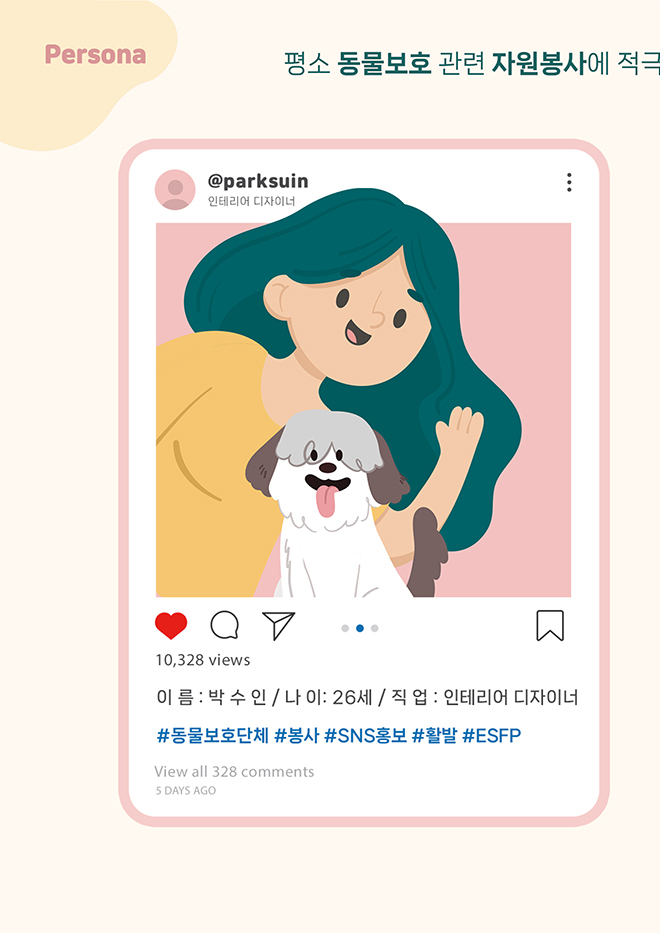 Persona
평소 동물보호 관련 자원봉사에 적극
@parksuin
인테리어 디자이너
10,328 views
이 름 : 박 수 인 / 나 이: 26세 / 직 업 : 인테리어 디자이너
#동물보호단체 #봉사 #SNS홍보 #활발 #ESFP
View all 328 comments
5 DAYS AGO